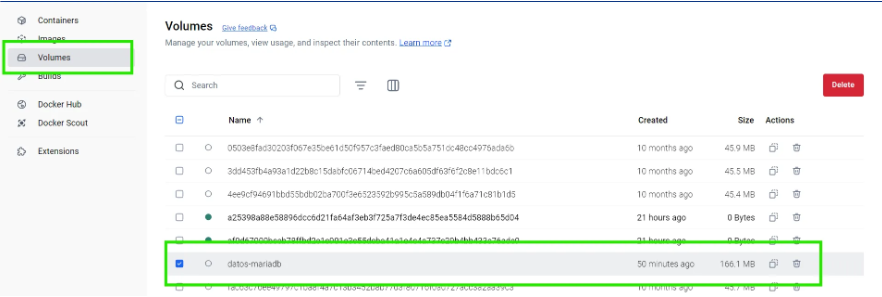 Containers
Images
Volumes
Builds
Docker Hub
Docker Scout
Extensions
Volumes Give feedback
Manage your volumes, view usage, and inspect their contents. Learn more
Search
Delete
Name Created Size Actions
0503e8fad30203f067e35be61d50f957c3faed80ca5b5a751dc48cc4976ada6b 10 months ago 45.9 MB
3dd453fb4a93a1d22b8c15dabfc06714bed4207c6a605df63f6f2c8e11bdc6c1 10 months ago 45.5 MB
4ee9cf94691bbd55bdb02ba700f3e6523592b995c5a589db04f1f6a71c81b1d5 10 months ago 45.4 MB
a25398a88e58896dcc6d21fa64af3eb3f725a7f3de4ec85ea5584d5888b65d04 21 hours ago 0 Bytes
21 hours ago 0 Bytes
datos-mariadb 50 minutes ago 166.1 MB
10 months ago 45.7 MB